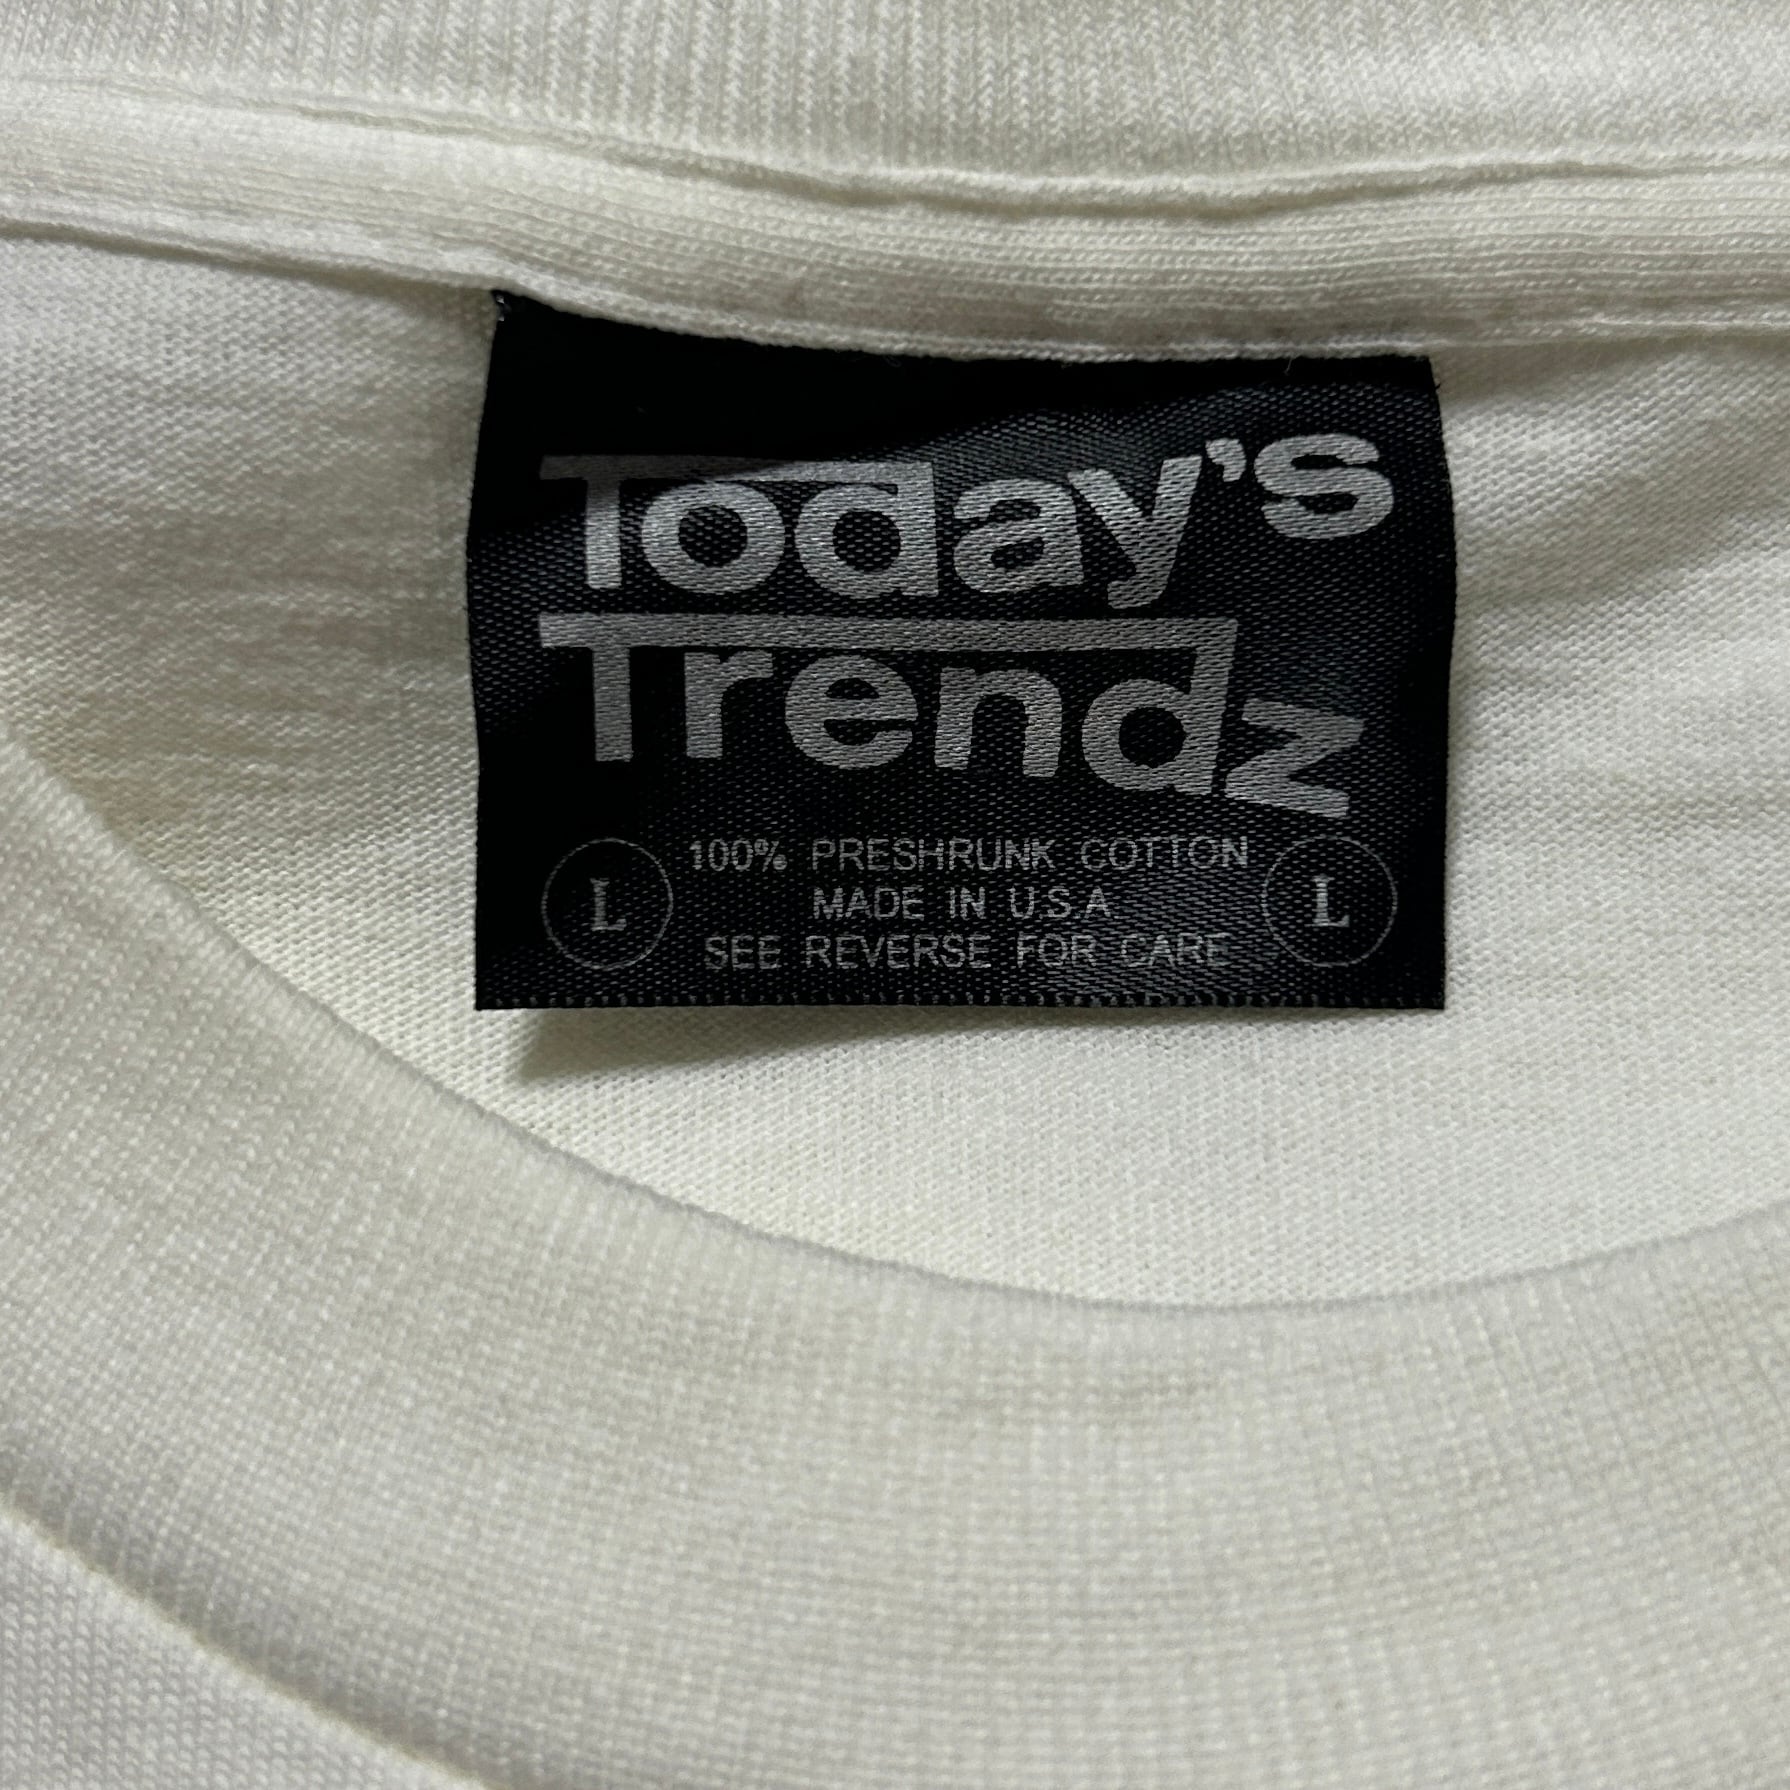 Today's
Trendz
L 100% PRESHRUNK COTTON L
MADE IN U.S.A
SEE REVERSE FOR CARE